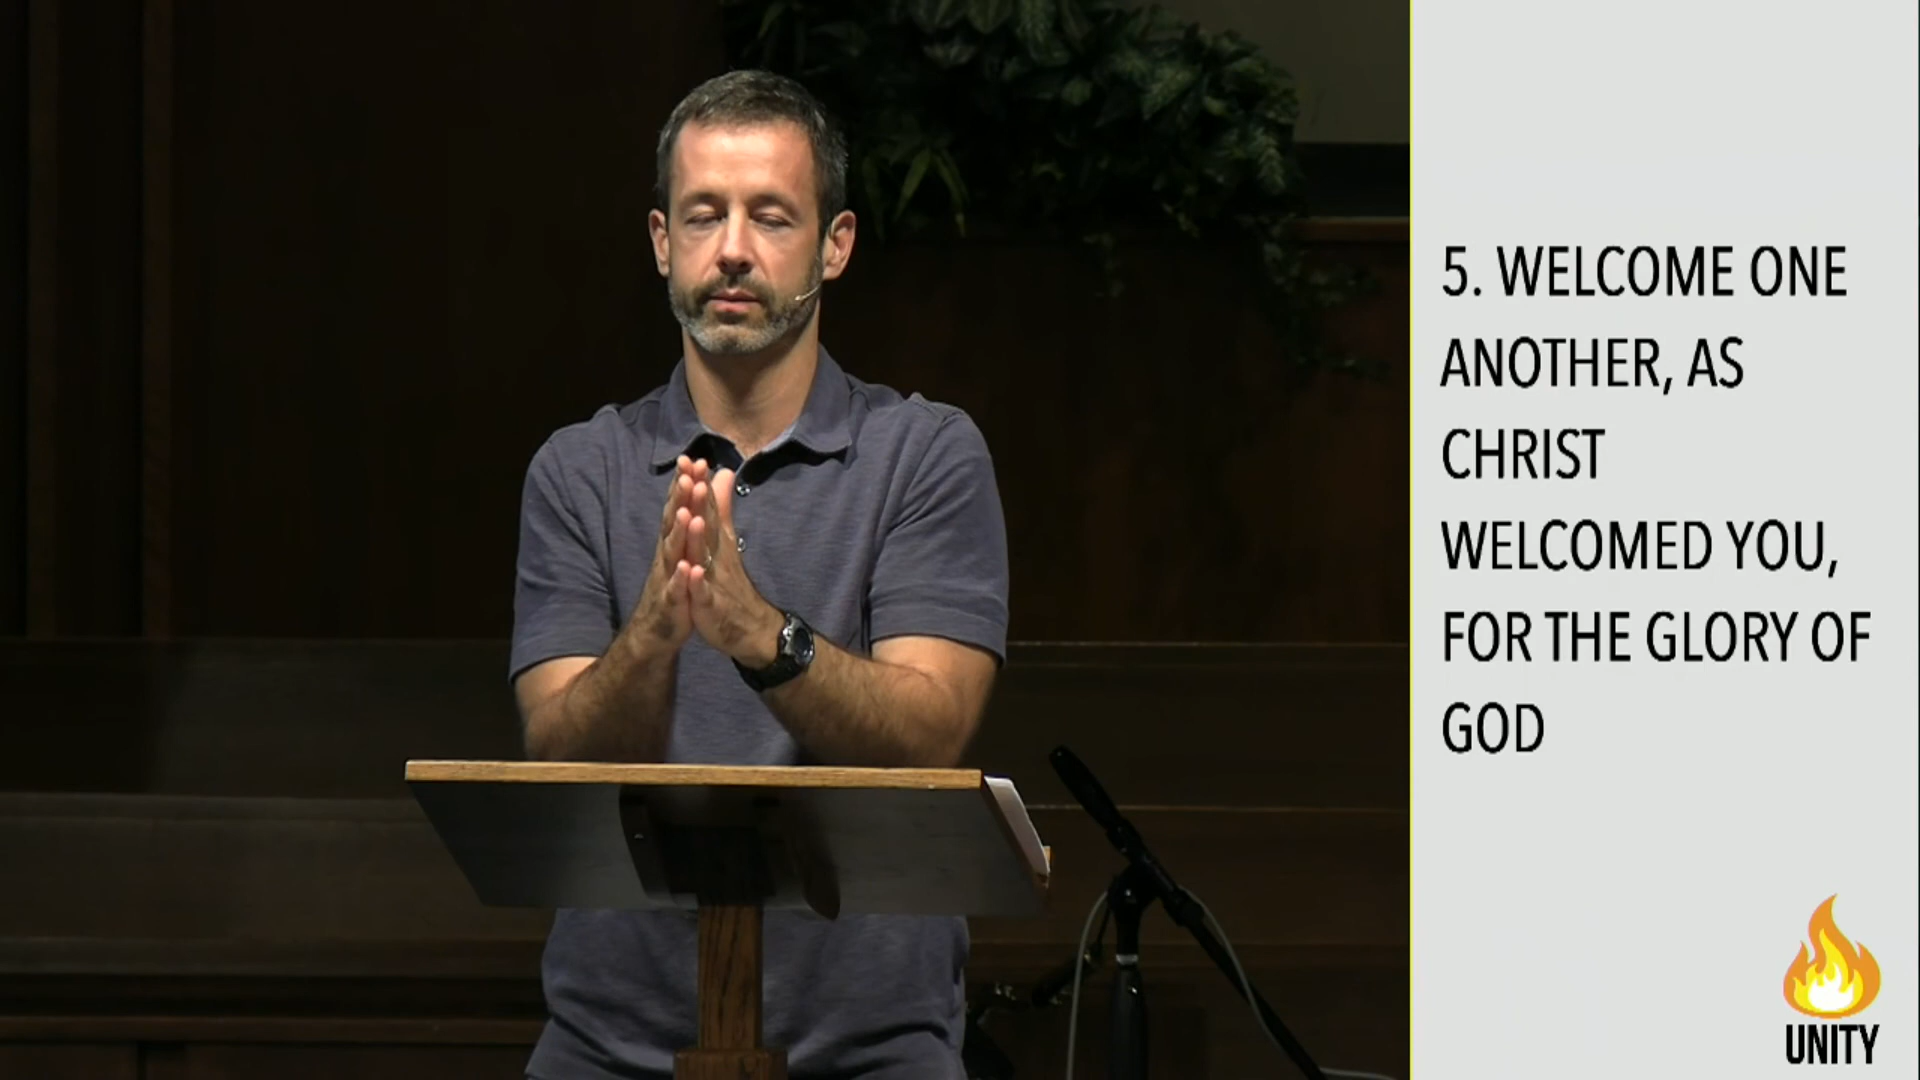 5. WELCOME ONE
ANOTHER, AS
CHRIST
WELCOMED YOU,
FOR THE GLORY OF
GOD
UNITY